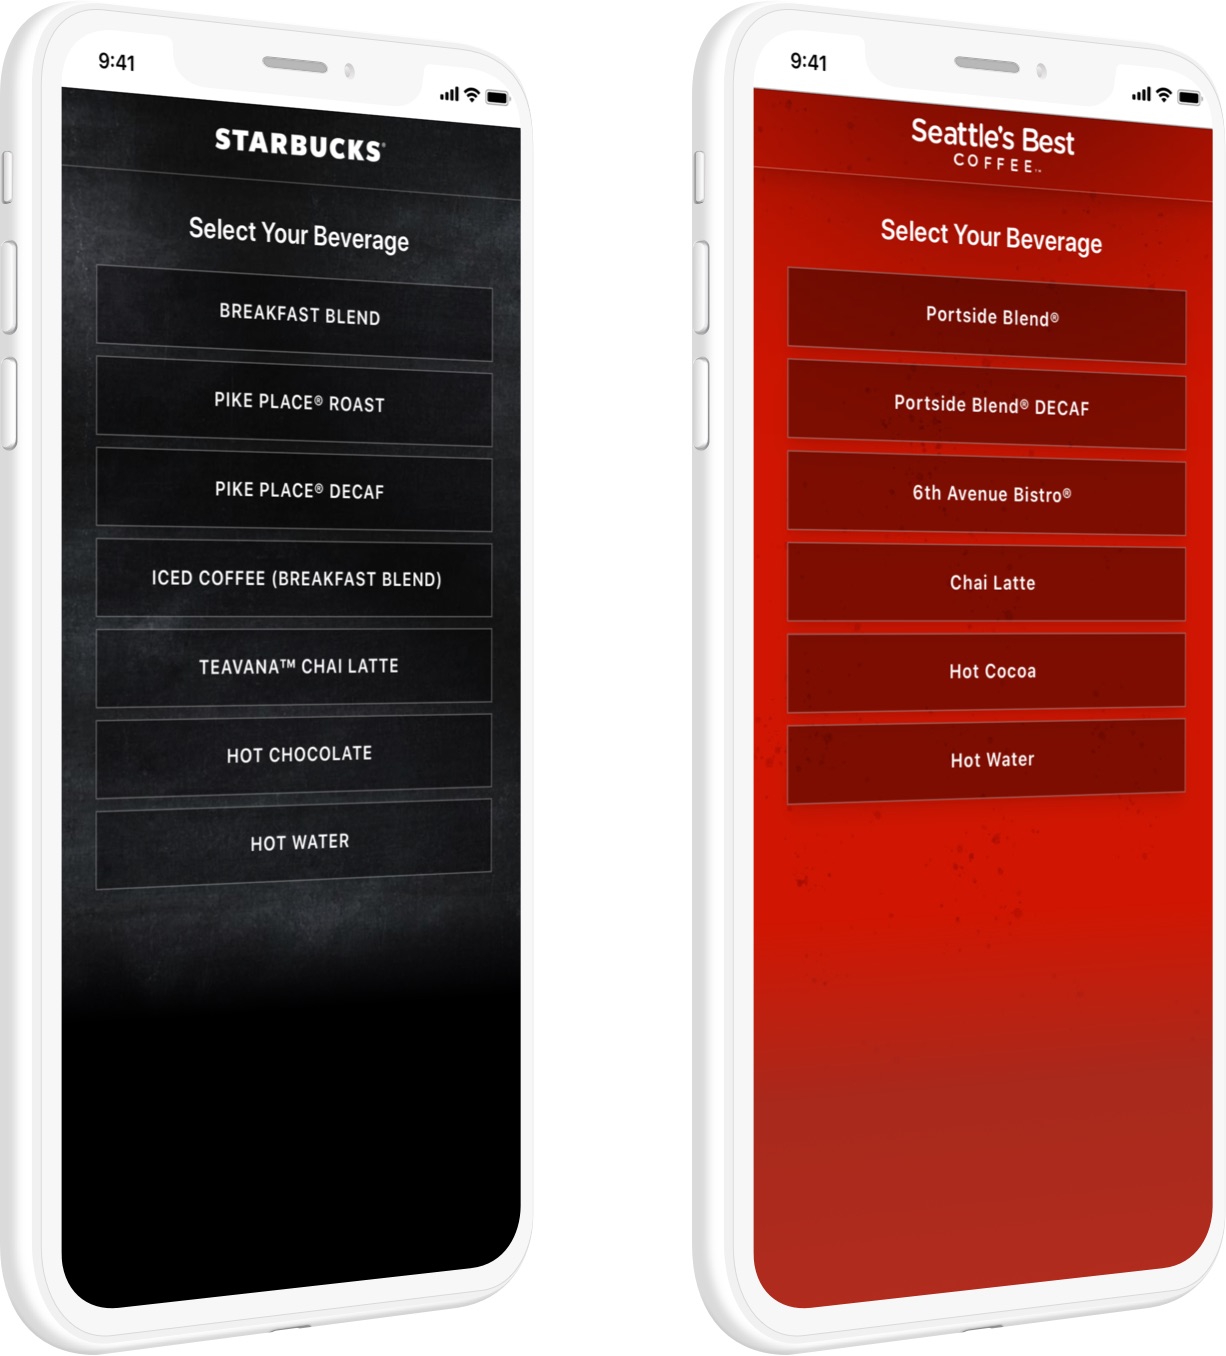 9:41
STARBUCKS®
Select Your Beverage
BREAKFAST BLEND
PIKE PLACE® ROAST
PIKE PLACE® DECAF
ICED COFFEE (BREAKFAST BLEND)
TEAVANA™ CHAI LATTE
HOT CHOCOLATE
HOT WATER
9:41
Seattle's Best
COFFEE™
Select Your Beverage
Portside Blend®
Portside Blend® DECAF
6th Avenue Bistro®
Chai Latte
Hot Cocoa
Hot Water